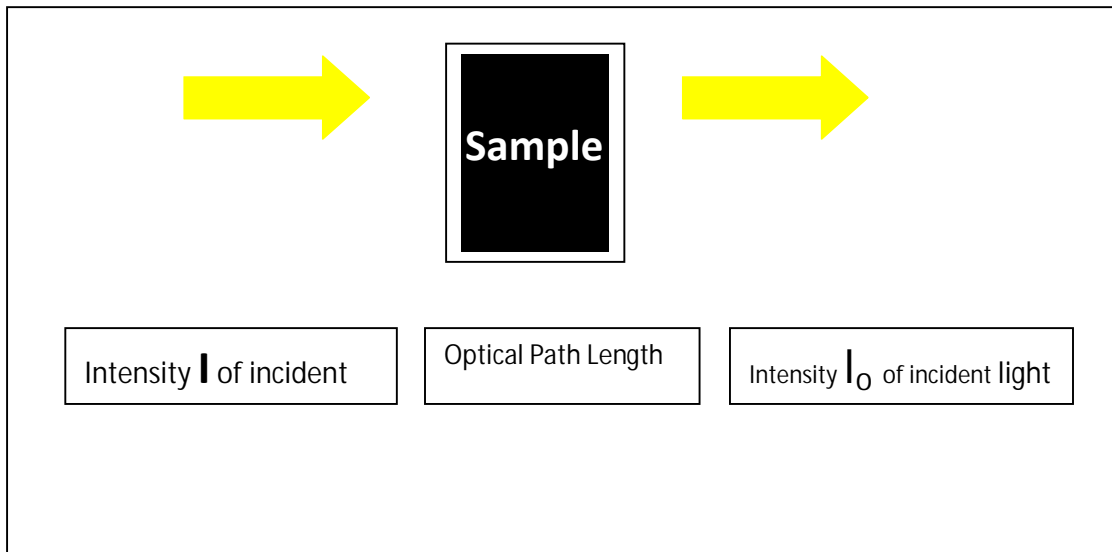 Sample
Intensity I of incident
Optical Path Length
Intensity Io of incident light